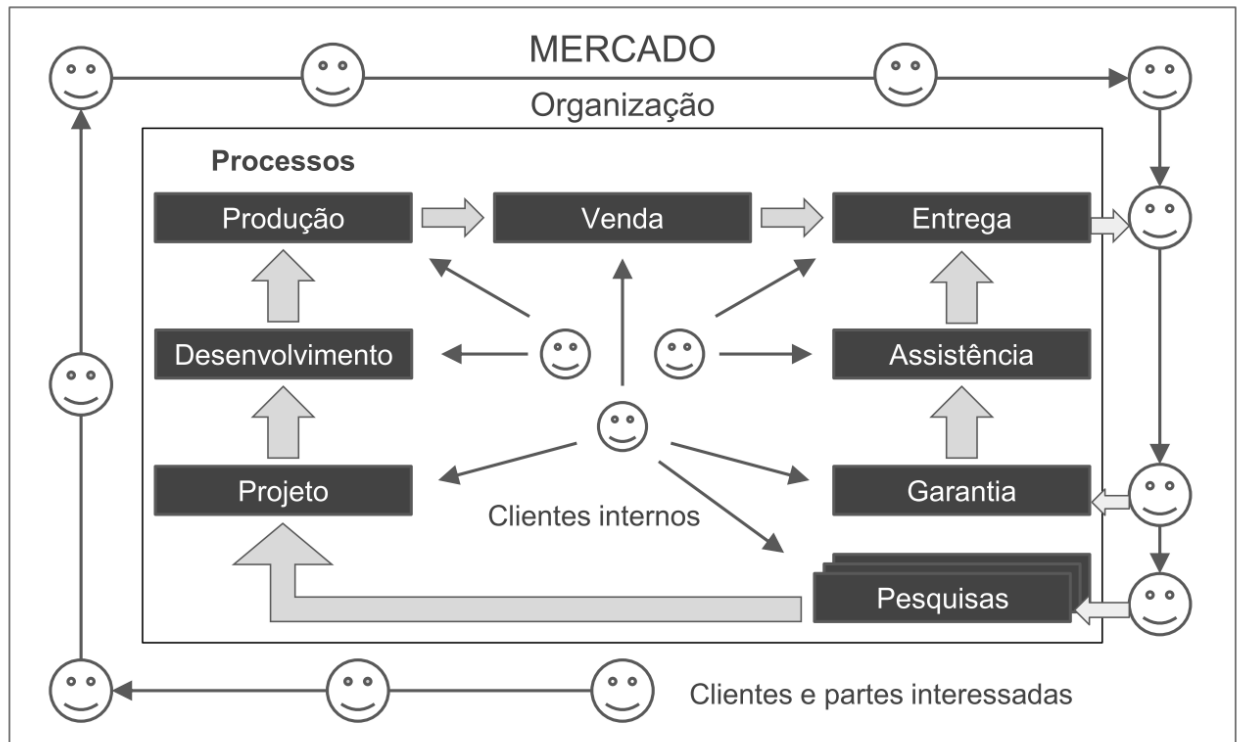 MERCADO
Organização
Processos
Produção
Venda
Entrega
Desenvolvimento
Assistência
Projeto
Garantia
Clientes internos
Pesquisas
Clientes e partes interessadas